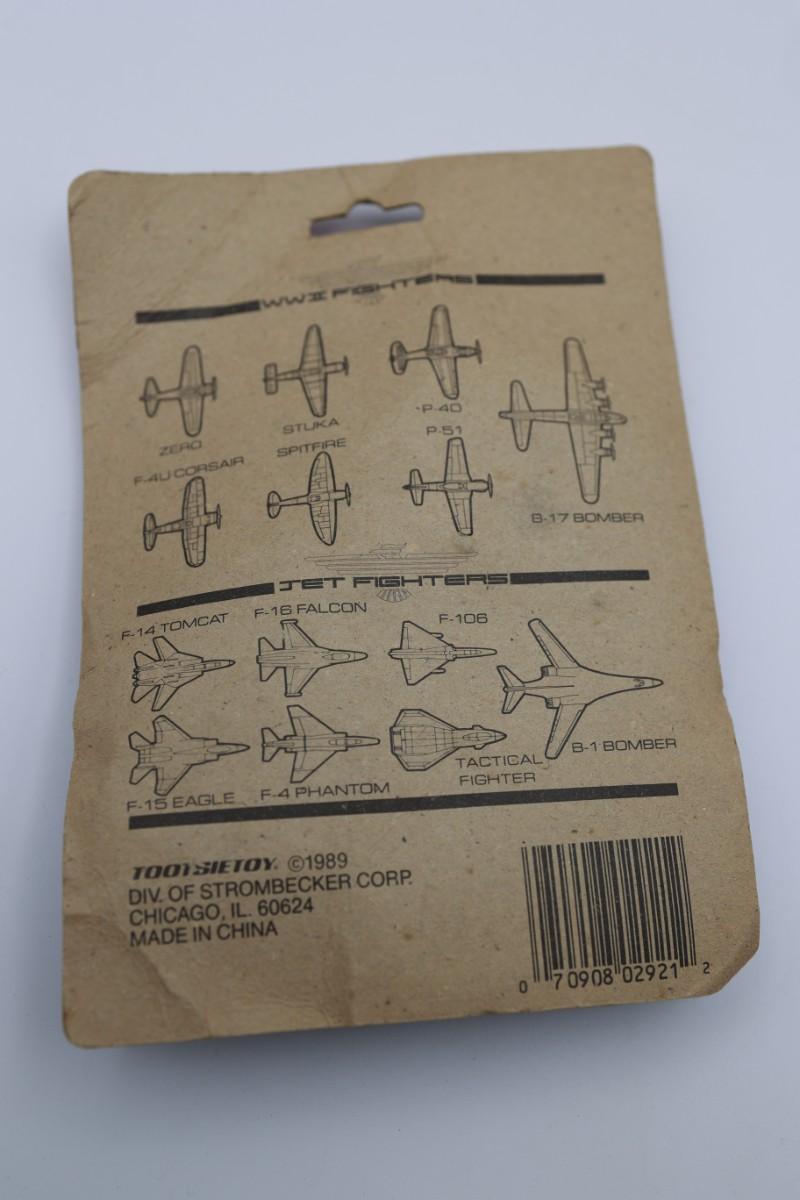 WWII FIGHTERS
ZERO
STUKA
P-40
F-4U CORSAIR
SPITFIRE
P-51
B-17 BOMBER
JET FIGHTERS
F-14 TOMCAT
F-16 FALCON
F-106
B-1 BOMBER
F-15 EAGLE
F-4 PHANTOM
TACTICAL
FIGHTER
TOOTSIETOY. ©1989
DIV. OF STROMBECKER CORP.
CHICAGO, IL. 60624
MADE IN CHINA
0 70908 02921 2